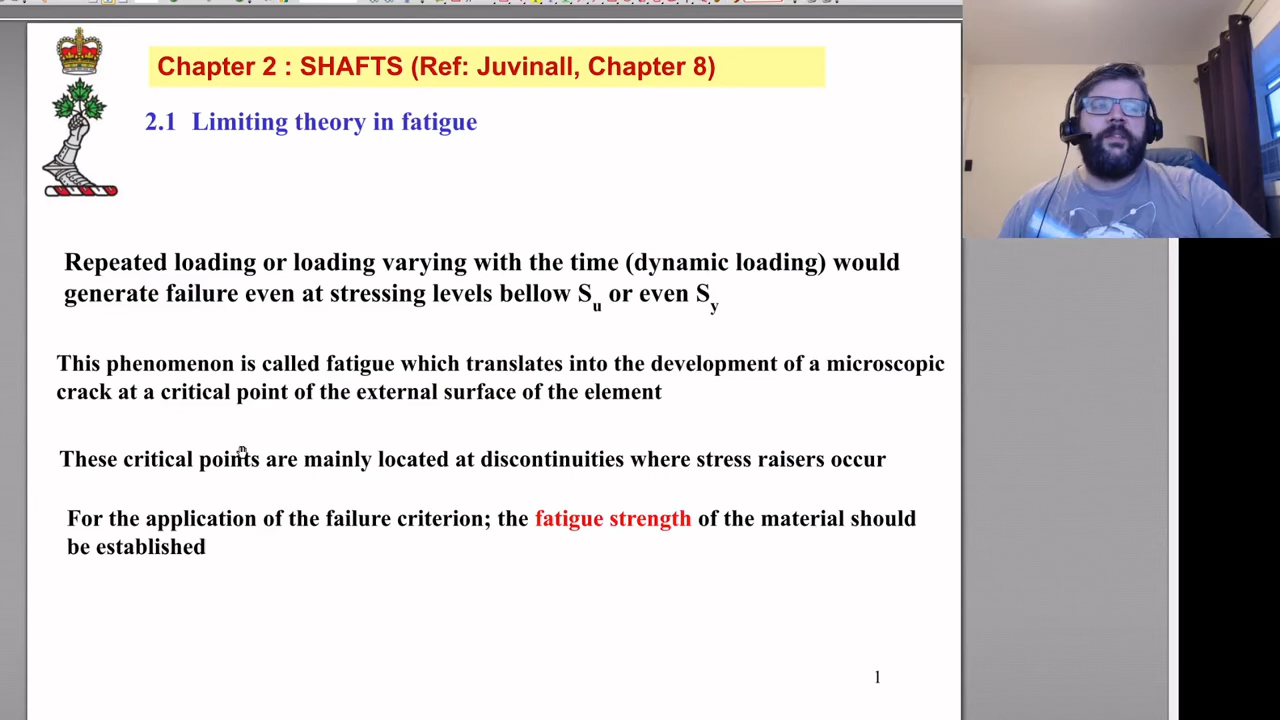 Chapter 2 : SHAFTS (Ref: Juvinall, Chapter 8)
2.1 Limiting theory in fatigue
Repeated loading or loading varying with the time (dynamic loading) would
generate failure even at stressing levels bellow Su or even Sy
This phenomenon is called fatigue which translates into the development of a microscopic
crack at a critical point of the external surface of the element
These critical points are mainly located at discontinuities where stress raisers occur
For the application of the failure criterion; the fatigue strength of the material should
be established
1